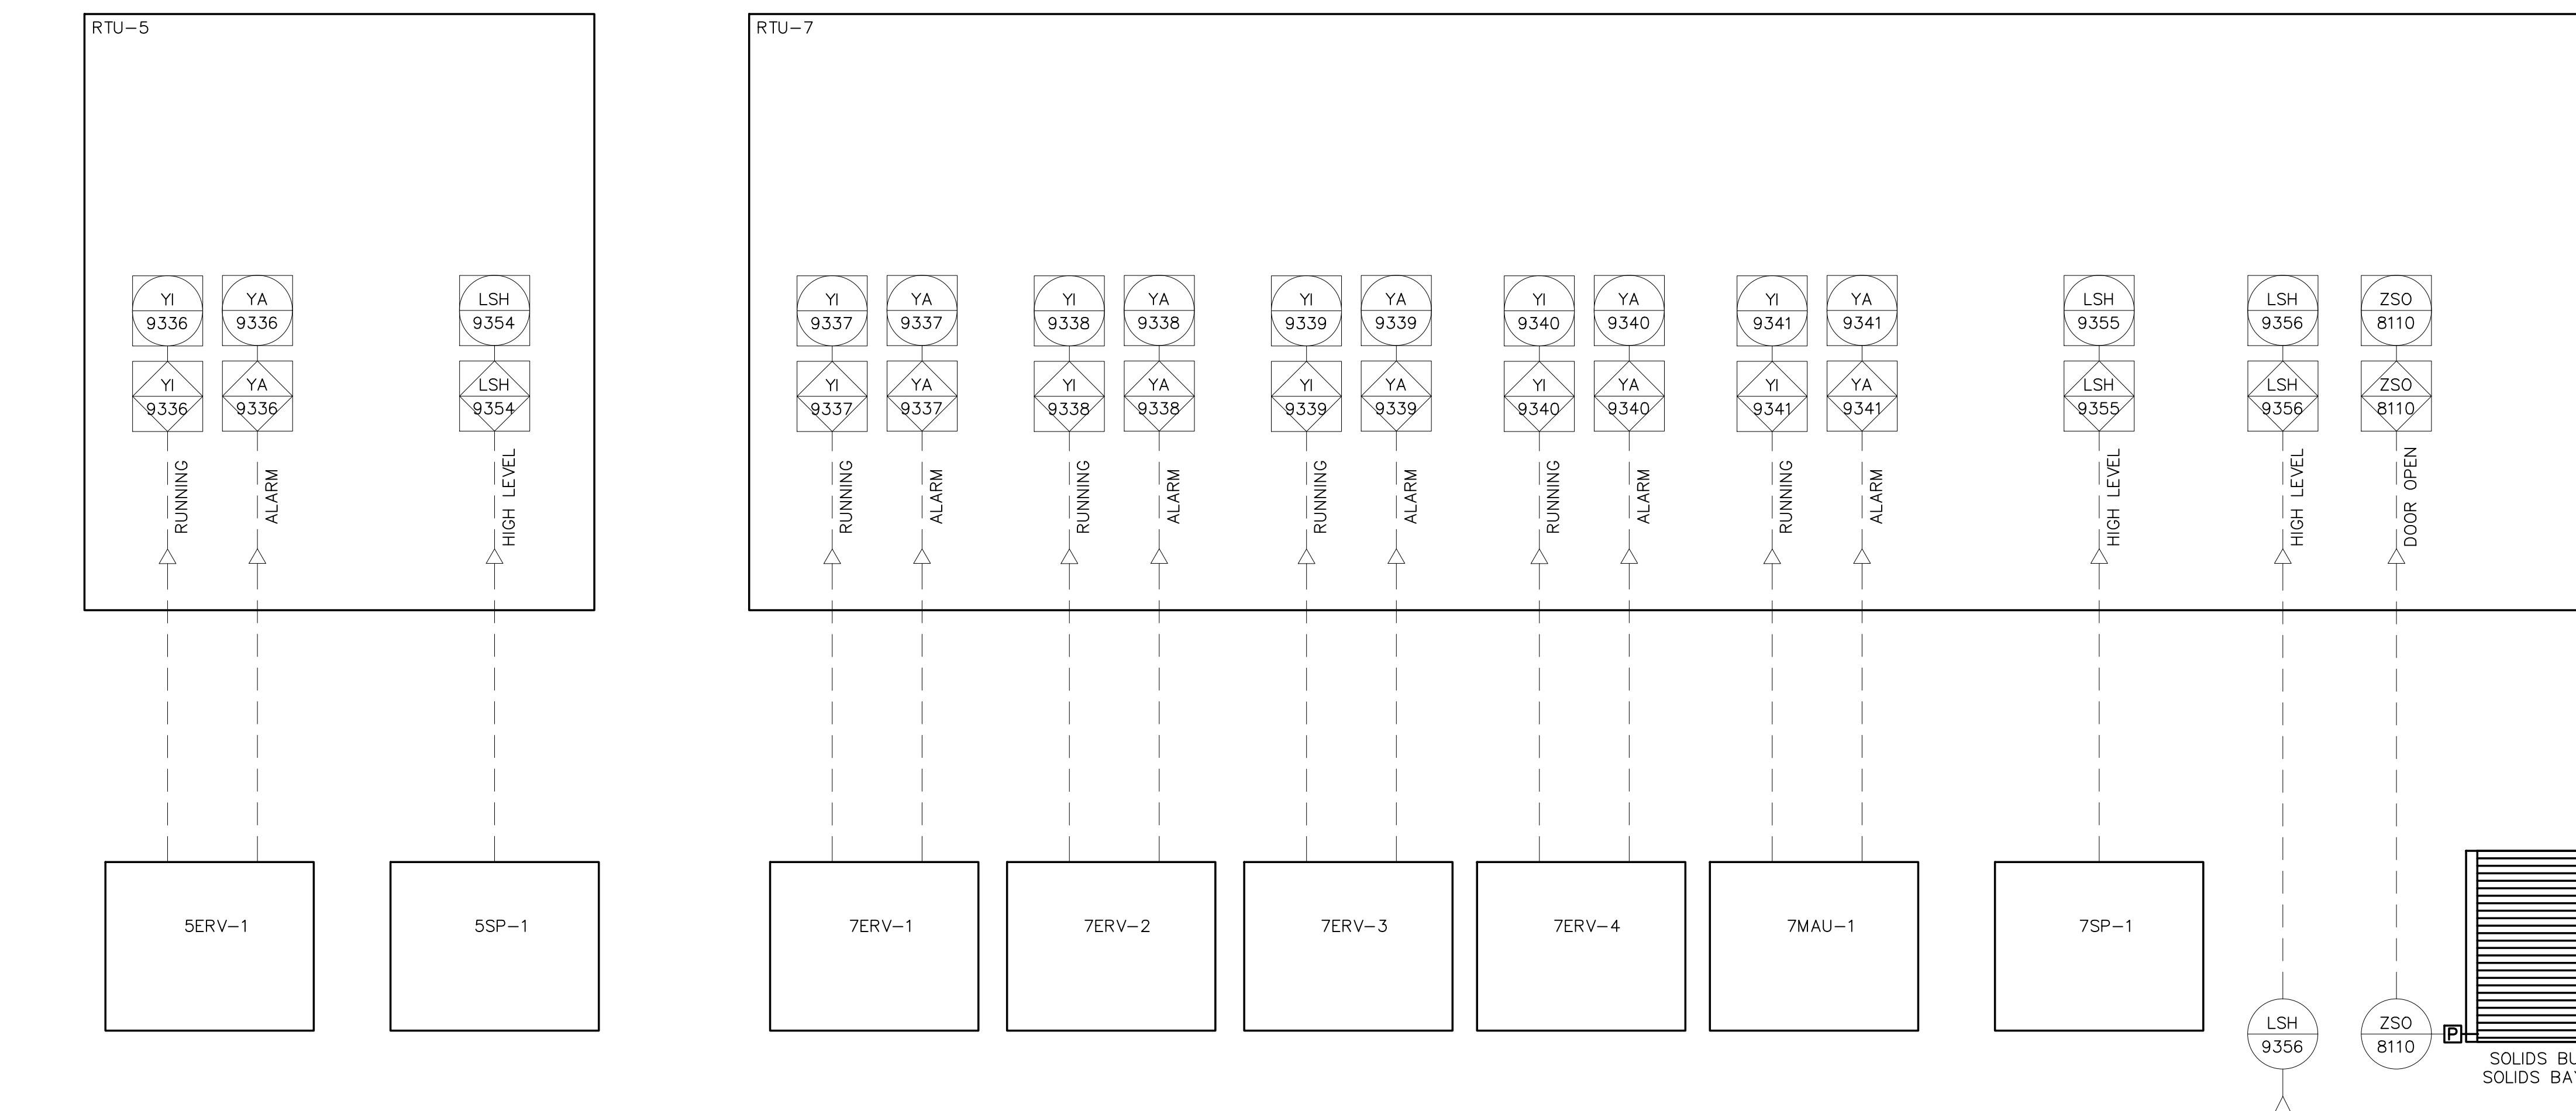 RTU-5
RTU-7
YI 9336
YA 9336
LSH 9354
YI 9337
YA 9337
YI 9338
YA 9338
YI 9339
YA 9339
YI 9340
YA 9340
YI 9341
YA 9341
LSH 9355
LSH 9356
ZSO 8110
YI 9336
YA 9336
LSH 9354
YI 9337
YA 9337
YI 9338
YA 9338
YI 9339
YA 9339
YI 9340
YA 9340
YI 9341
YA 9341
LSH 9355
LSH 9356
ZSO 8110
RUNNING
ALARM
HIGH LEVEL
RUNNING
ALARM
RUNNING
ALARM
RUNNING
ALARM
RUNNING
ALARM
RUNNING
ALARM
HIGH LEVEL
HIGH LEVEL
DOOR OPEN
5ERV-1
5SP-1
7ERV-1
7ERV-2
7ERV-3
7ERV-4
7MAU-1
7SP-1
LSH 9356
ZSO 8110
P
SOLIDS
SOLIDS